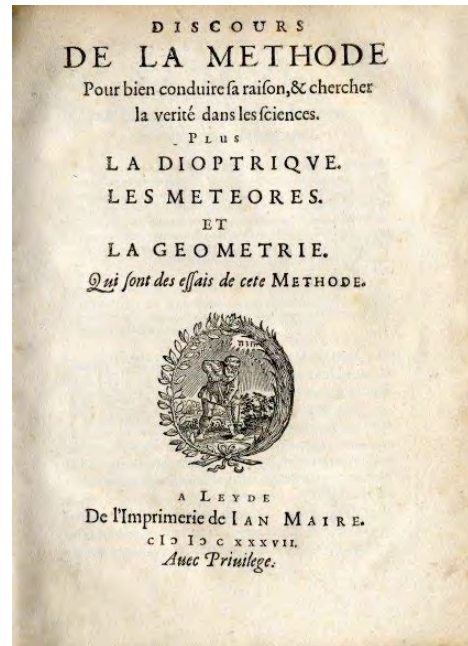 DISCOURS
DE LA METHODE
Pour bien conduire ſa raiſon,& chercher
la verité dans les ſciences.
PLUS
LA DIOPTRIQVE.
LES METEORES.
ET
LA GEOMETRIE.
Qui ſont des eſſais de cete METHODE.
A LEYDE
De l'Imprimerie de IAN MAIRE.
cIↄ Iↄ c xxxvii.
Auec Priuilege.